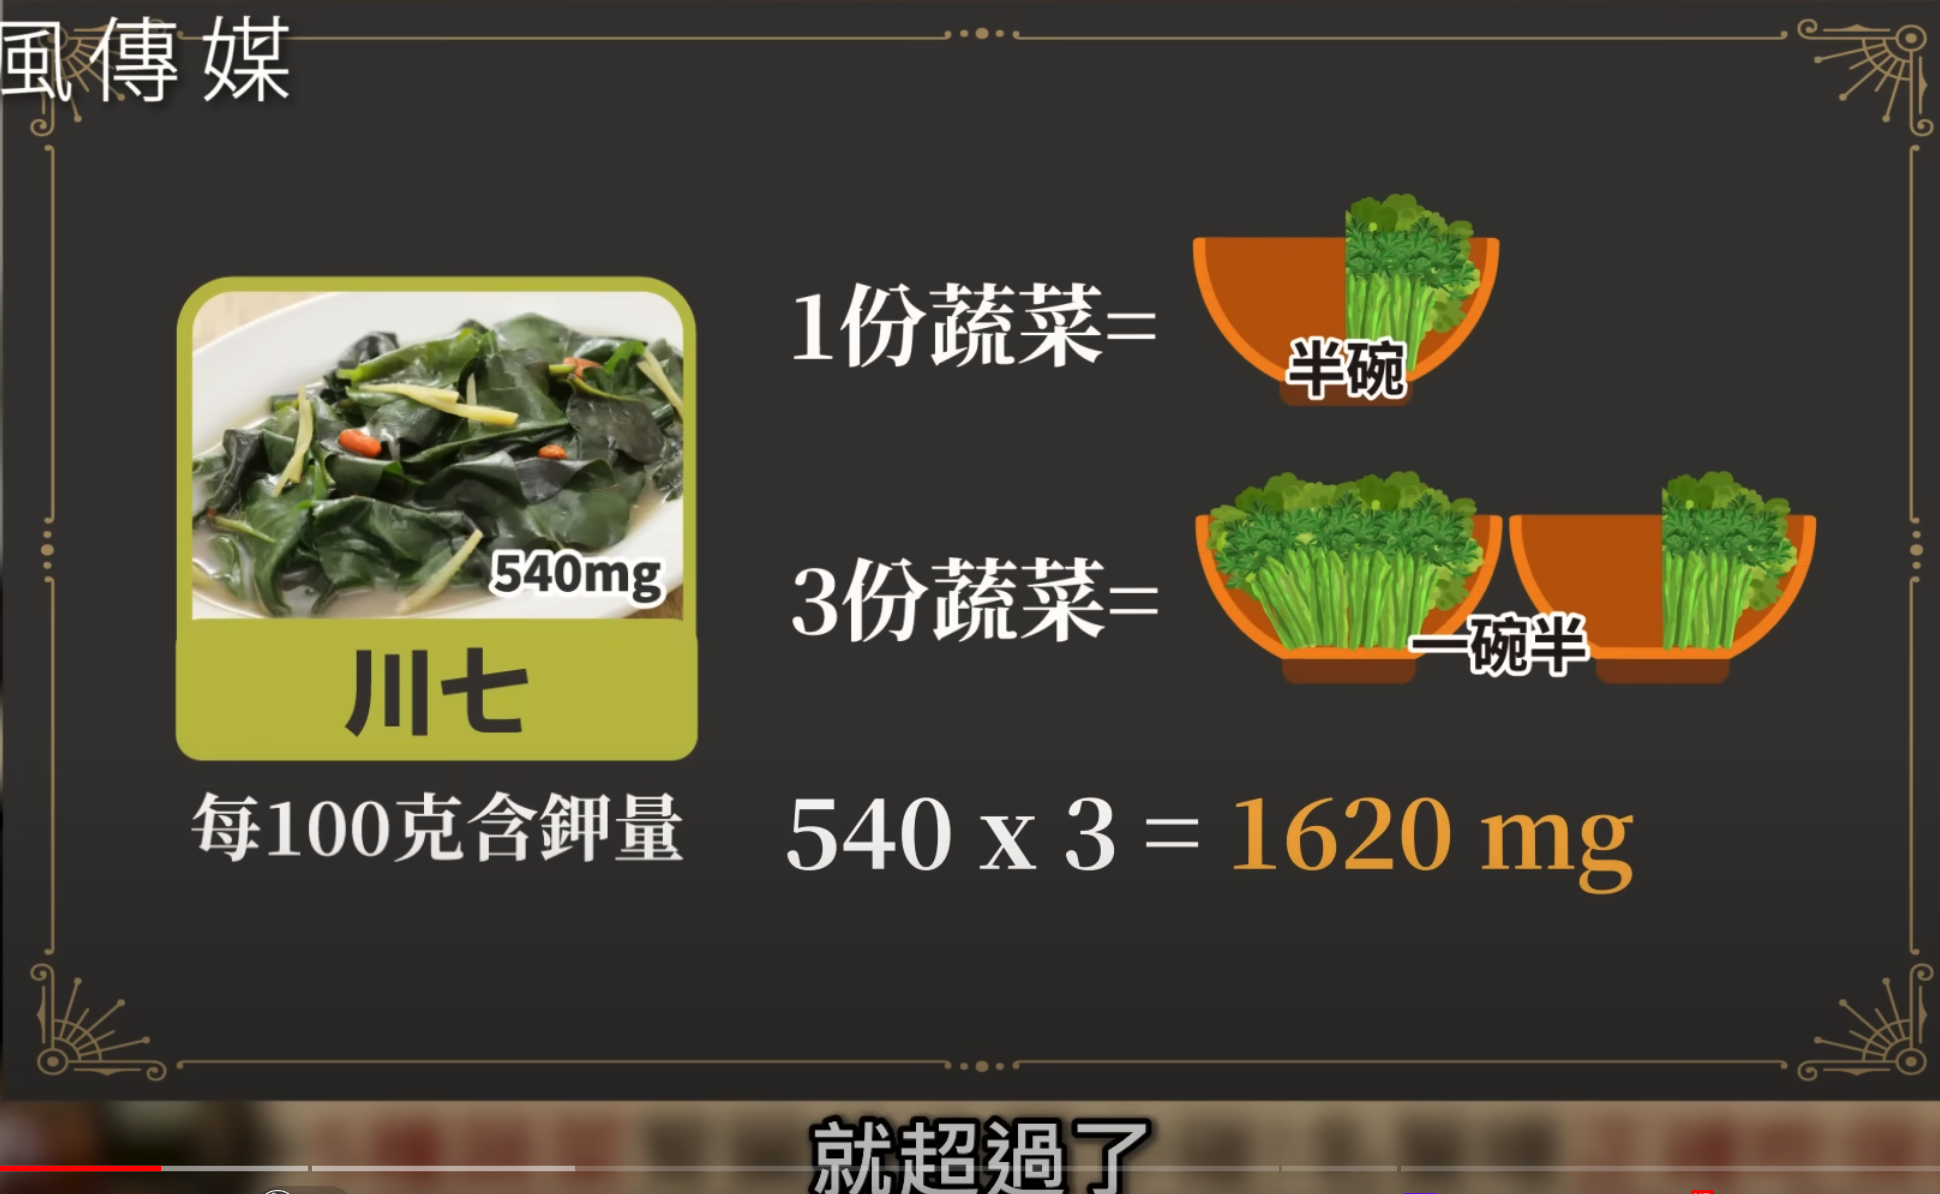 風傳媒
1份蔬菜=
半碗
540mg
川七
每100克含鉀量
3份蔬菜=
一碗半
540 x 3 = 1620 mg
就超過了